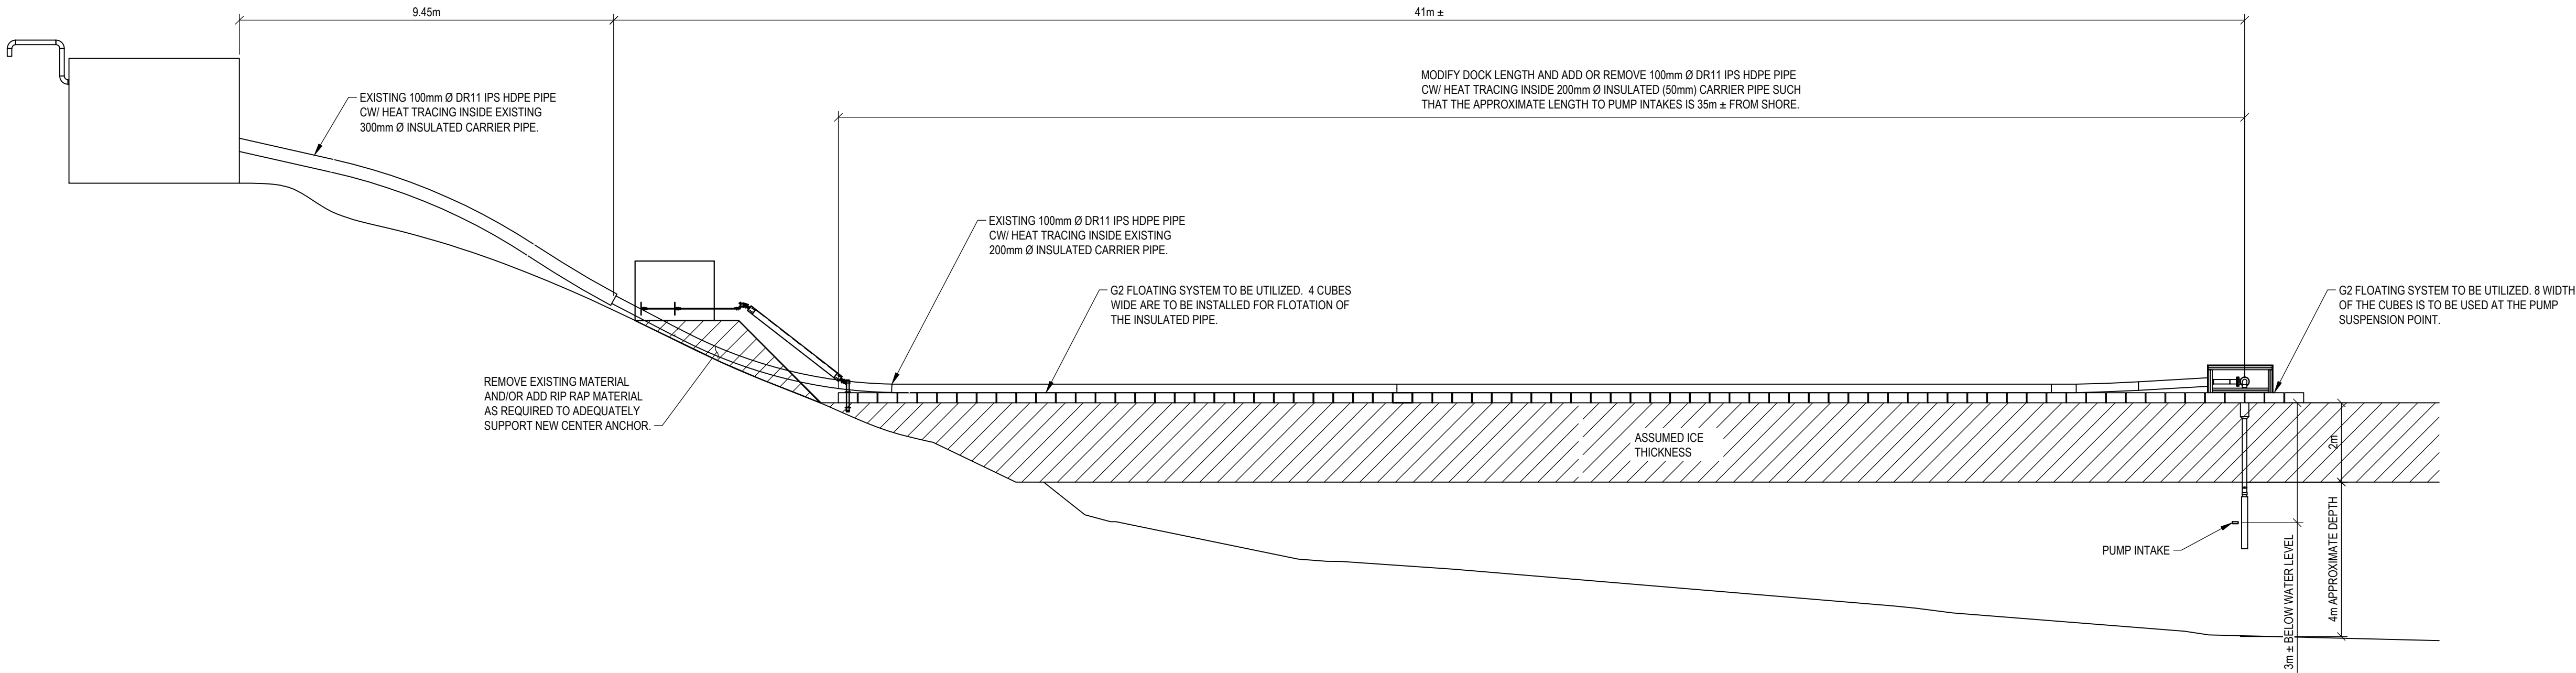 9.45m
41m ±
MODIFY DOCK LENGTH AND ADD OR REMOVE 100mm Ø DR11 IPS HDPE PIPE
CW/ HEAT TRACING INSIDE 200mm Ø INSULATED (50mm) CARRIER PIPE SUCH
THAT THE APPROXIMATE LENGTH TO PUMP INTAKES IS 35m ± FROM SHORE.
EXISTING 100mm Ø DR11 IPS HDPE PIPE
CW/ HEAT TRACING INSIDE EXISTING
300mm Ø INSULATED CARRIER PIPE.
EXISTING 100mm Ø DR11 IPS HDPE PIPE
CW/ HEAT TRACING INSIDE EXISTING
200mm Ø INSULATED CARRIER PIPE.
G2 FLOATING SYSTEM TO BE UTILIZED. 4 CUBES
WIDE ARE TO BE INSTALLED FOR FLOTATION OF
THE INSULATED PIPE.
G2 FLOATING SYSTEM TO BE UTILIZED. 8 WIDTH
OF THE CUBES IS TO BE USED AT THE PUMP
SUSPENSION POINT.
REMOVE EXISTING MATERIAL
AND/OR ADD RIP RAP MATERIAL
AS REQUIRED TO ADEQUATELY
SUPPORT NEW CENTER ANCHOR.
ASSUMED ICE
THICKNESS
2m
PUMP INTAKE
4m APPROXIMATE DEPTH
3m ± BELOW WATER LEVEL